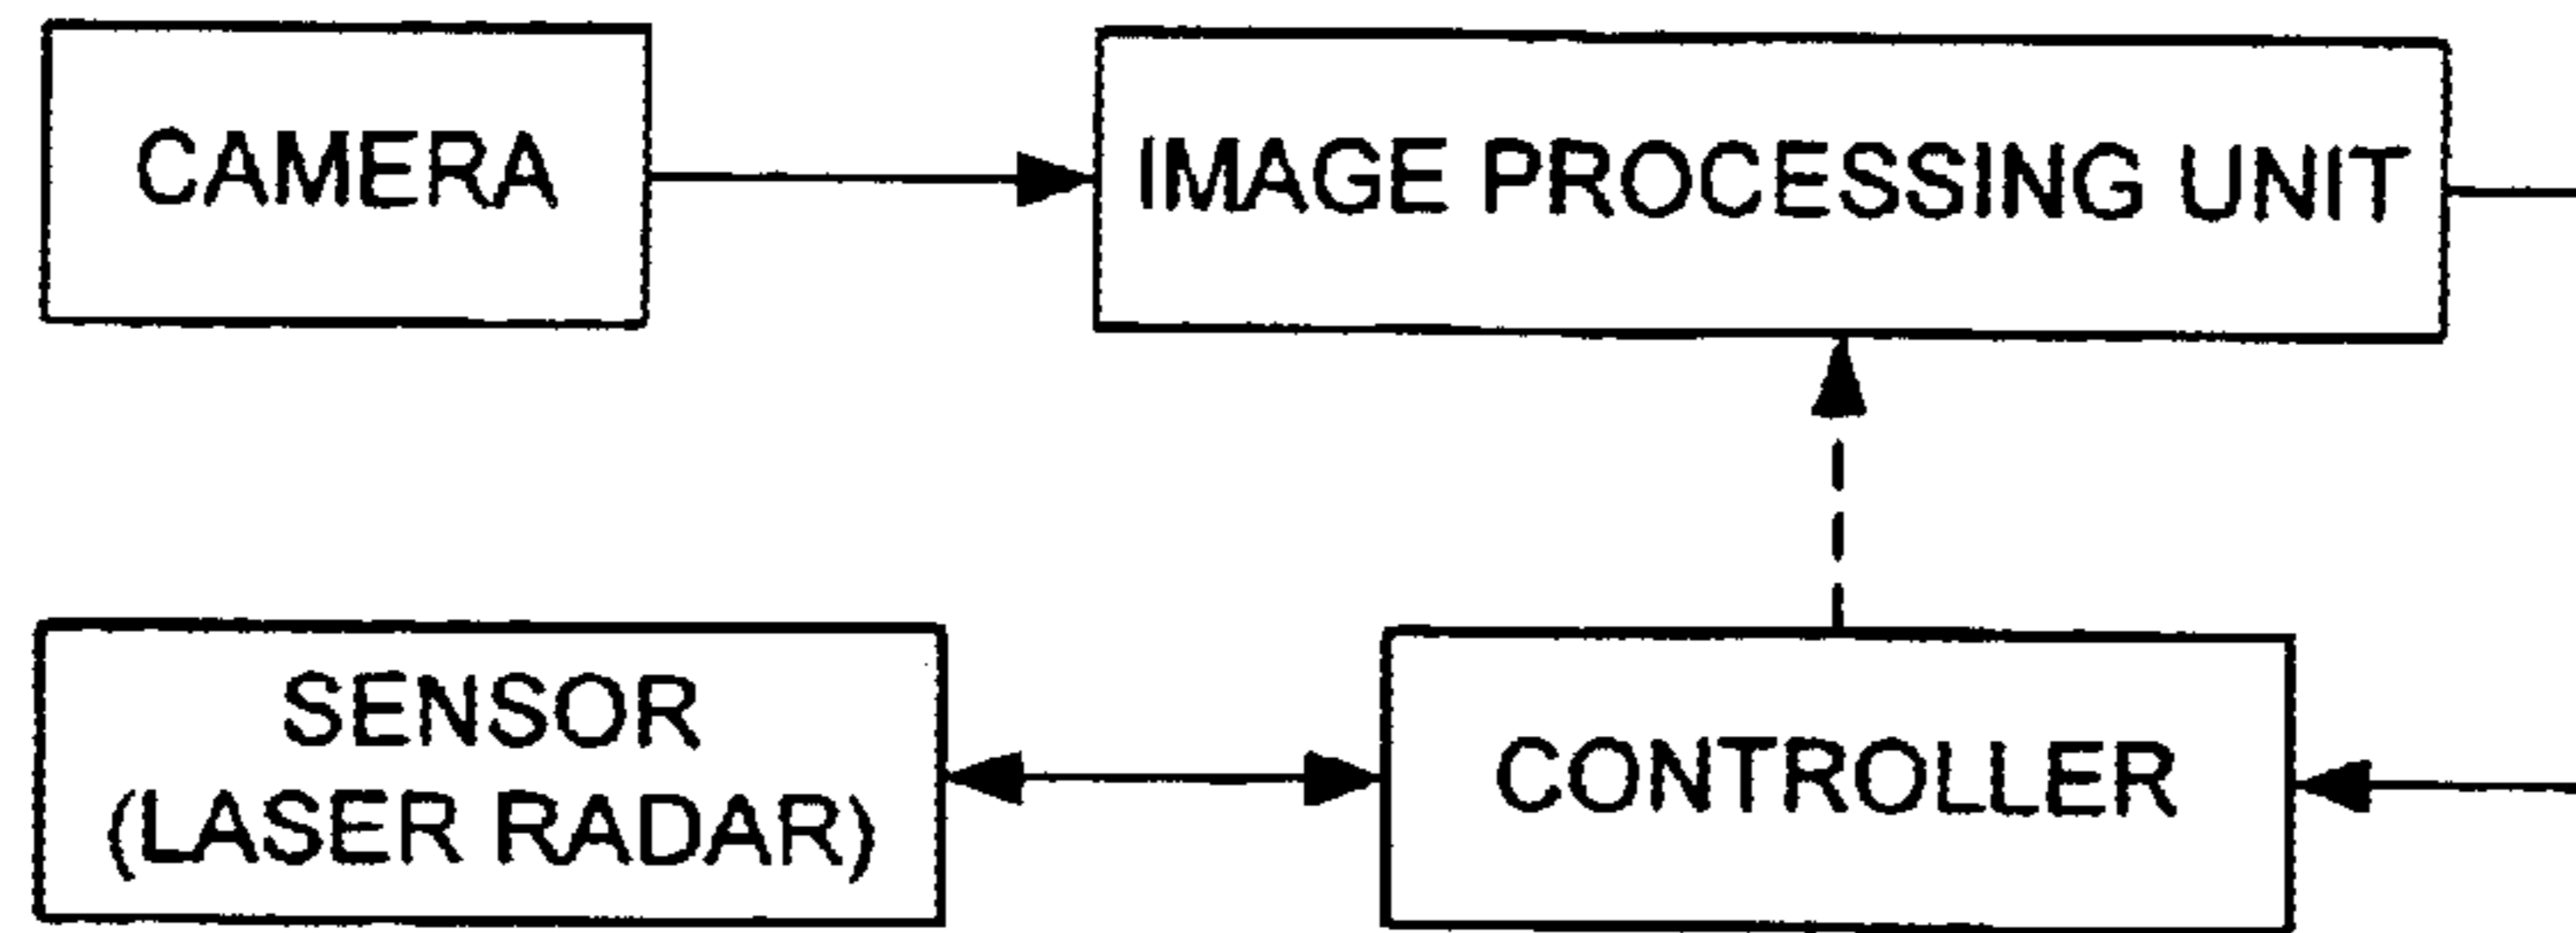 CAMERA
IMAGE PROCESSING UNIT
SENSOR
(LASER RADAR)
CONTROLLER